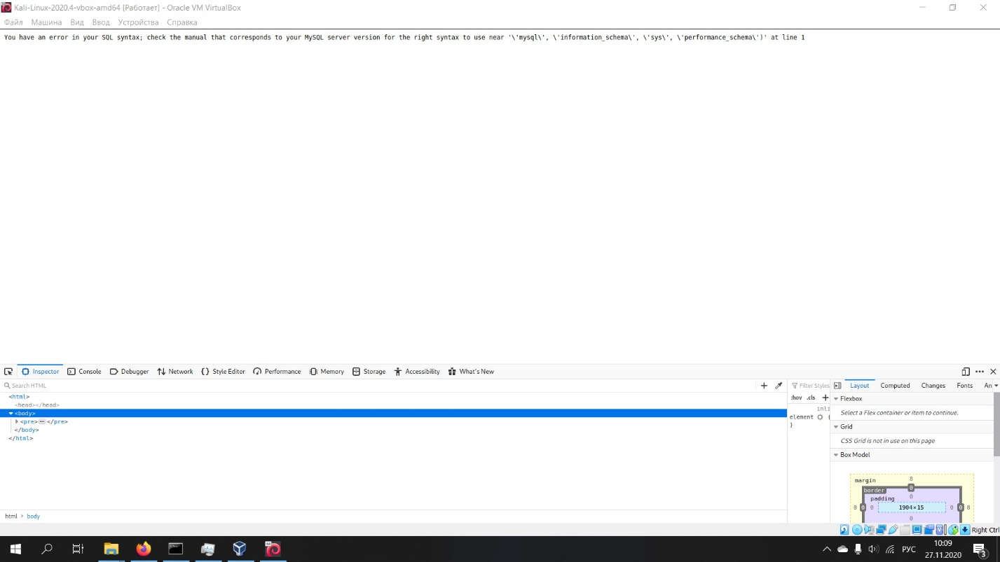 Kali-Linux-2020.4-vbox-amd64 [Работает] - Oracle VM VirtualBox
Файл Машина Вид Ввод Устройства Справка
You have an error in your SQL syntax; check the manual that corresponds to your MySQL server version for the right syntax to use near '\'mysql\', \'information_schema\', \'sys\', \'performance_schema\')' at line 1
Inspector Console Debugger Network {} Style Editor Performance Memory Storage Accessibility What's New
Search HTML + Filter Styles Layout Computed Changes Fonts An
:hov .cls +
<html>
<head></head>
<body>
<pre>⋯</pre>
</body>
</html>
inli
element {
}
Flexbox
Select a Flex container or item to continue.
Grid
CSS Grid is not in use on this page
Box Model
margin 8
border 0
padding 0
8 0 0 1904×15 0 0 8
0
html > body
Right Ctrl
РУС
10:09
27.11.2020
3